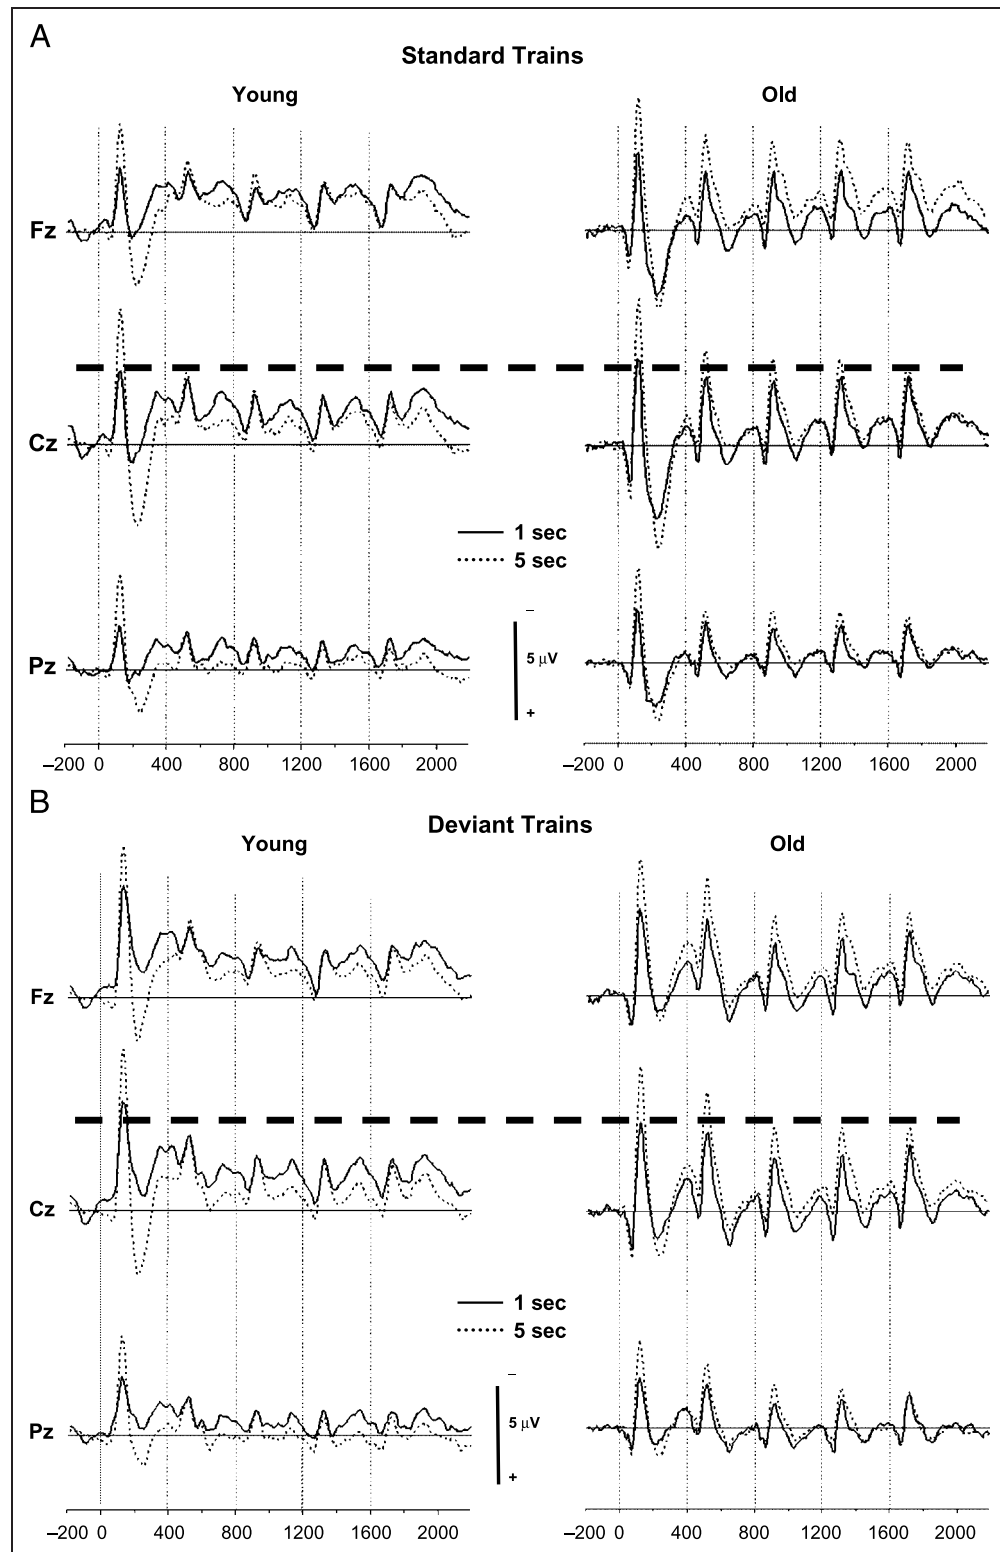 A
Standard Trains
Young Old
Fz
Cz
1 sec
5 sec
–
5 µV
+
Pz
–200 0 400 800 1200 1600 2000 –200 0 400 800 1200 1600 2000
B
Deviant Trains
Young Old
Fz
Cz
1 sec
5 sec
–
5 µV
+
Pz
–200 0 400 800 1200 1600 2000 –200 0 400 800 1200 1600 2000